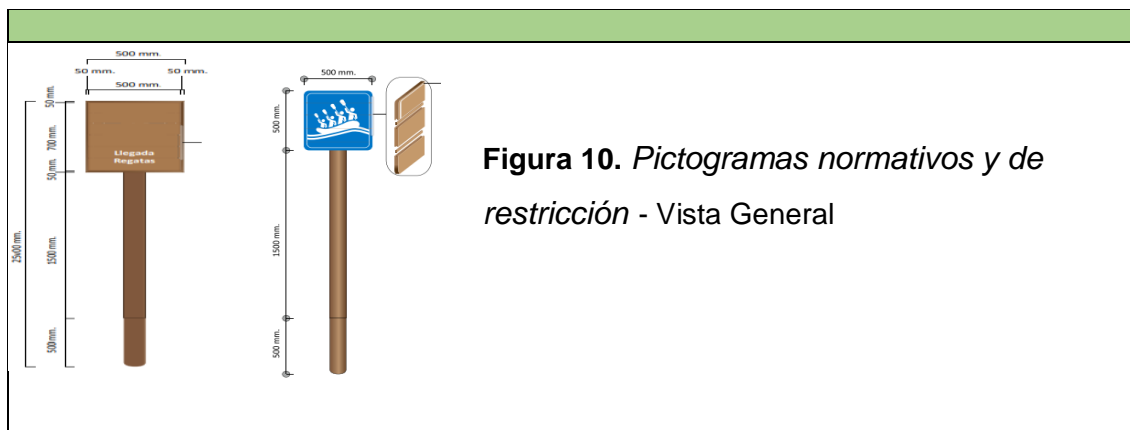 500 mm.
50 mm. 50 mm.
500 mm.
50 mm.
700 mm.
50 mm.
25x00 mm.
1500 mm.
500 mm.
Llegada
Regatas
500 mm.
500 mm.
1500 mm.
500 mm.
Figura 10. Pictogramas normativos y de
restricción - Vista General